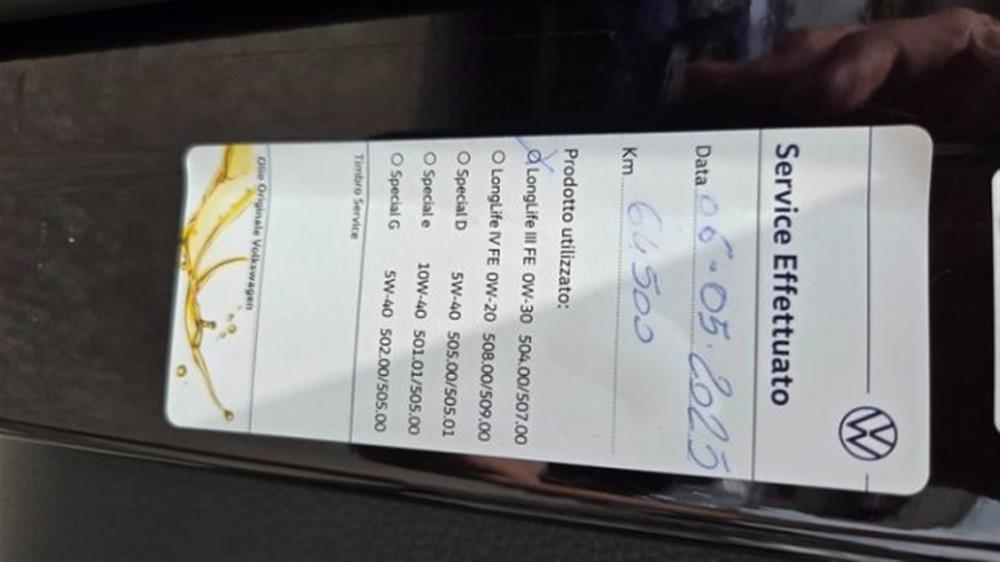 Service Effettuato
Data 06-05.2025
Km 64500
Prodotto utilizzato:
LongLife III FE 0W-30 504.00/507.00
LongLife IV FE 0W-20 508.00/509.00
Special D 5W-40 505.00/505.01
Special e 10W-40 501.01/505.00
Special G 5W-40 502.00/505.00
Timbro Service
Olio Originale Volkswagen